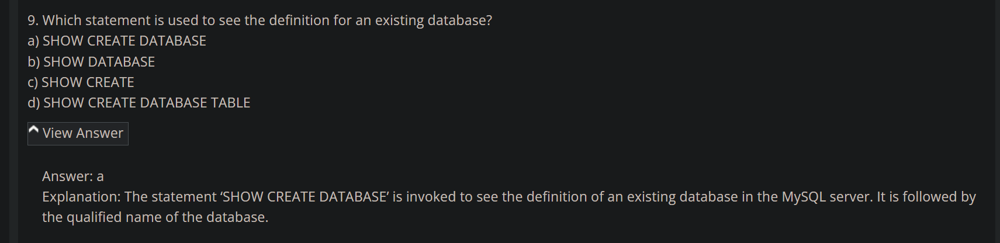 9. Which statement is used to see the definition for an existing database?
a) SHOW CREATE DATABASE
b) SHOW DATABASE
c) SHOW CREATE
d) SHOW CREATE DATABASE TABLE
View Answer
Answer: a
Explanation: The statement ‘SHOW CREATE DATABASE’ is invoked to see the definition of an existing database in the MySQL server. It is followed by
the qualified name of the database.